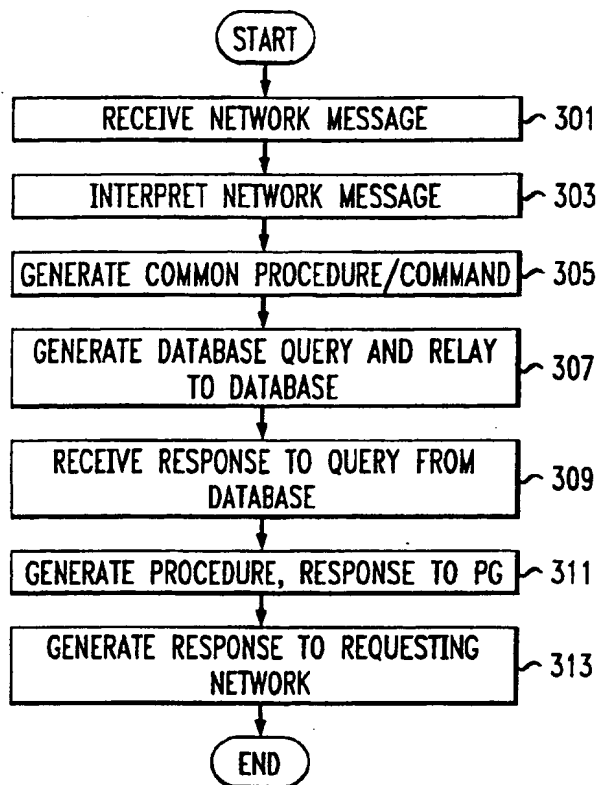 START
RECEIVE NETWORK MESSAGE 301
INTERPRET NETWORK MESSAGE 303
GENERATE COMMON PROCEDURE/COMMAND 305
GENERATE DATABASE QUERY AND RELAY
TO DATABASE 307
RECEIVE RESPONSE TO QUERY FROM
DATABASE 309
GENERATE PROCEDURE, RESPONSE TO PG 311
GENERATE RESPONSE TO REQUESTING
NETWORK 313
END